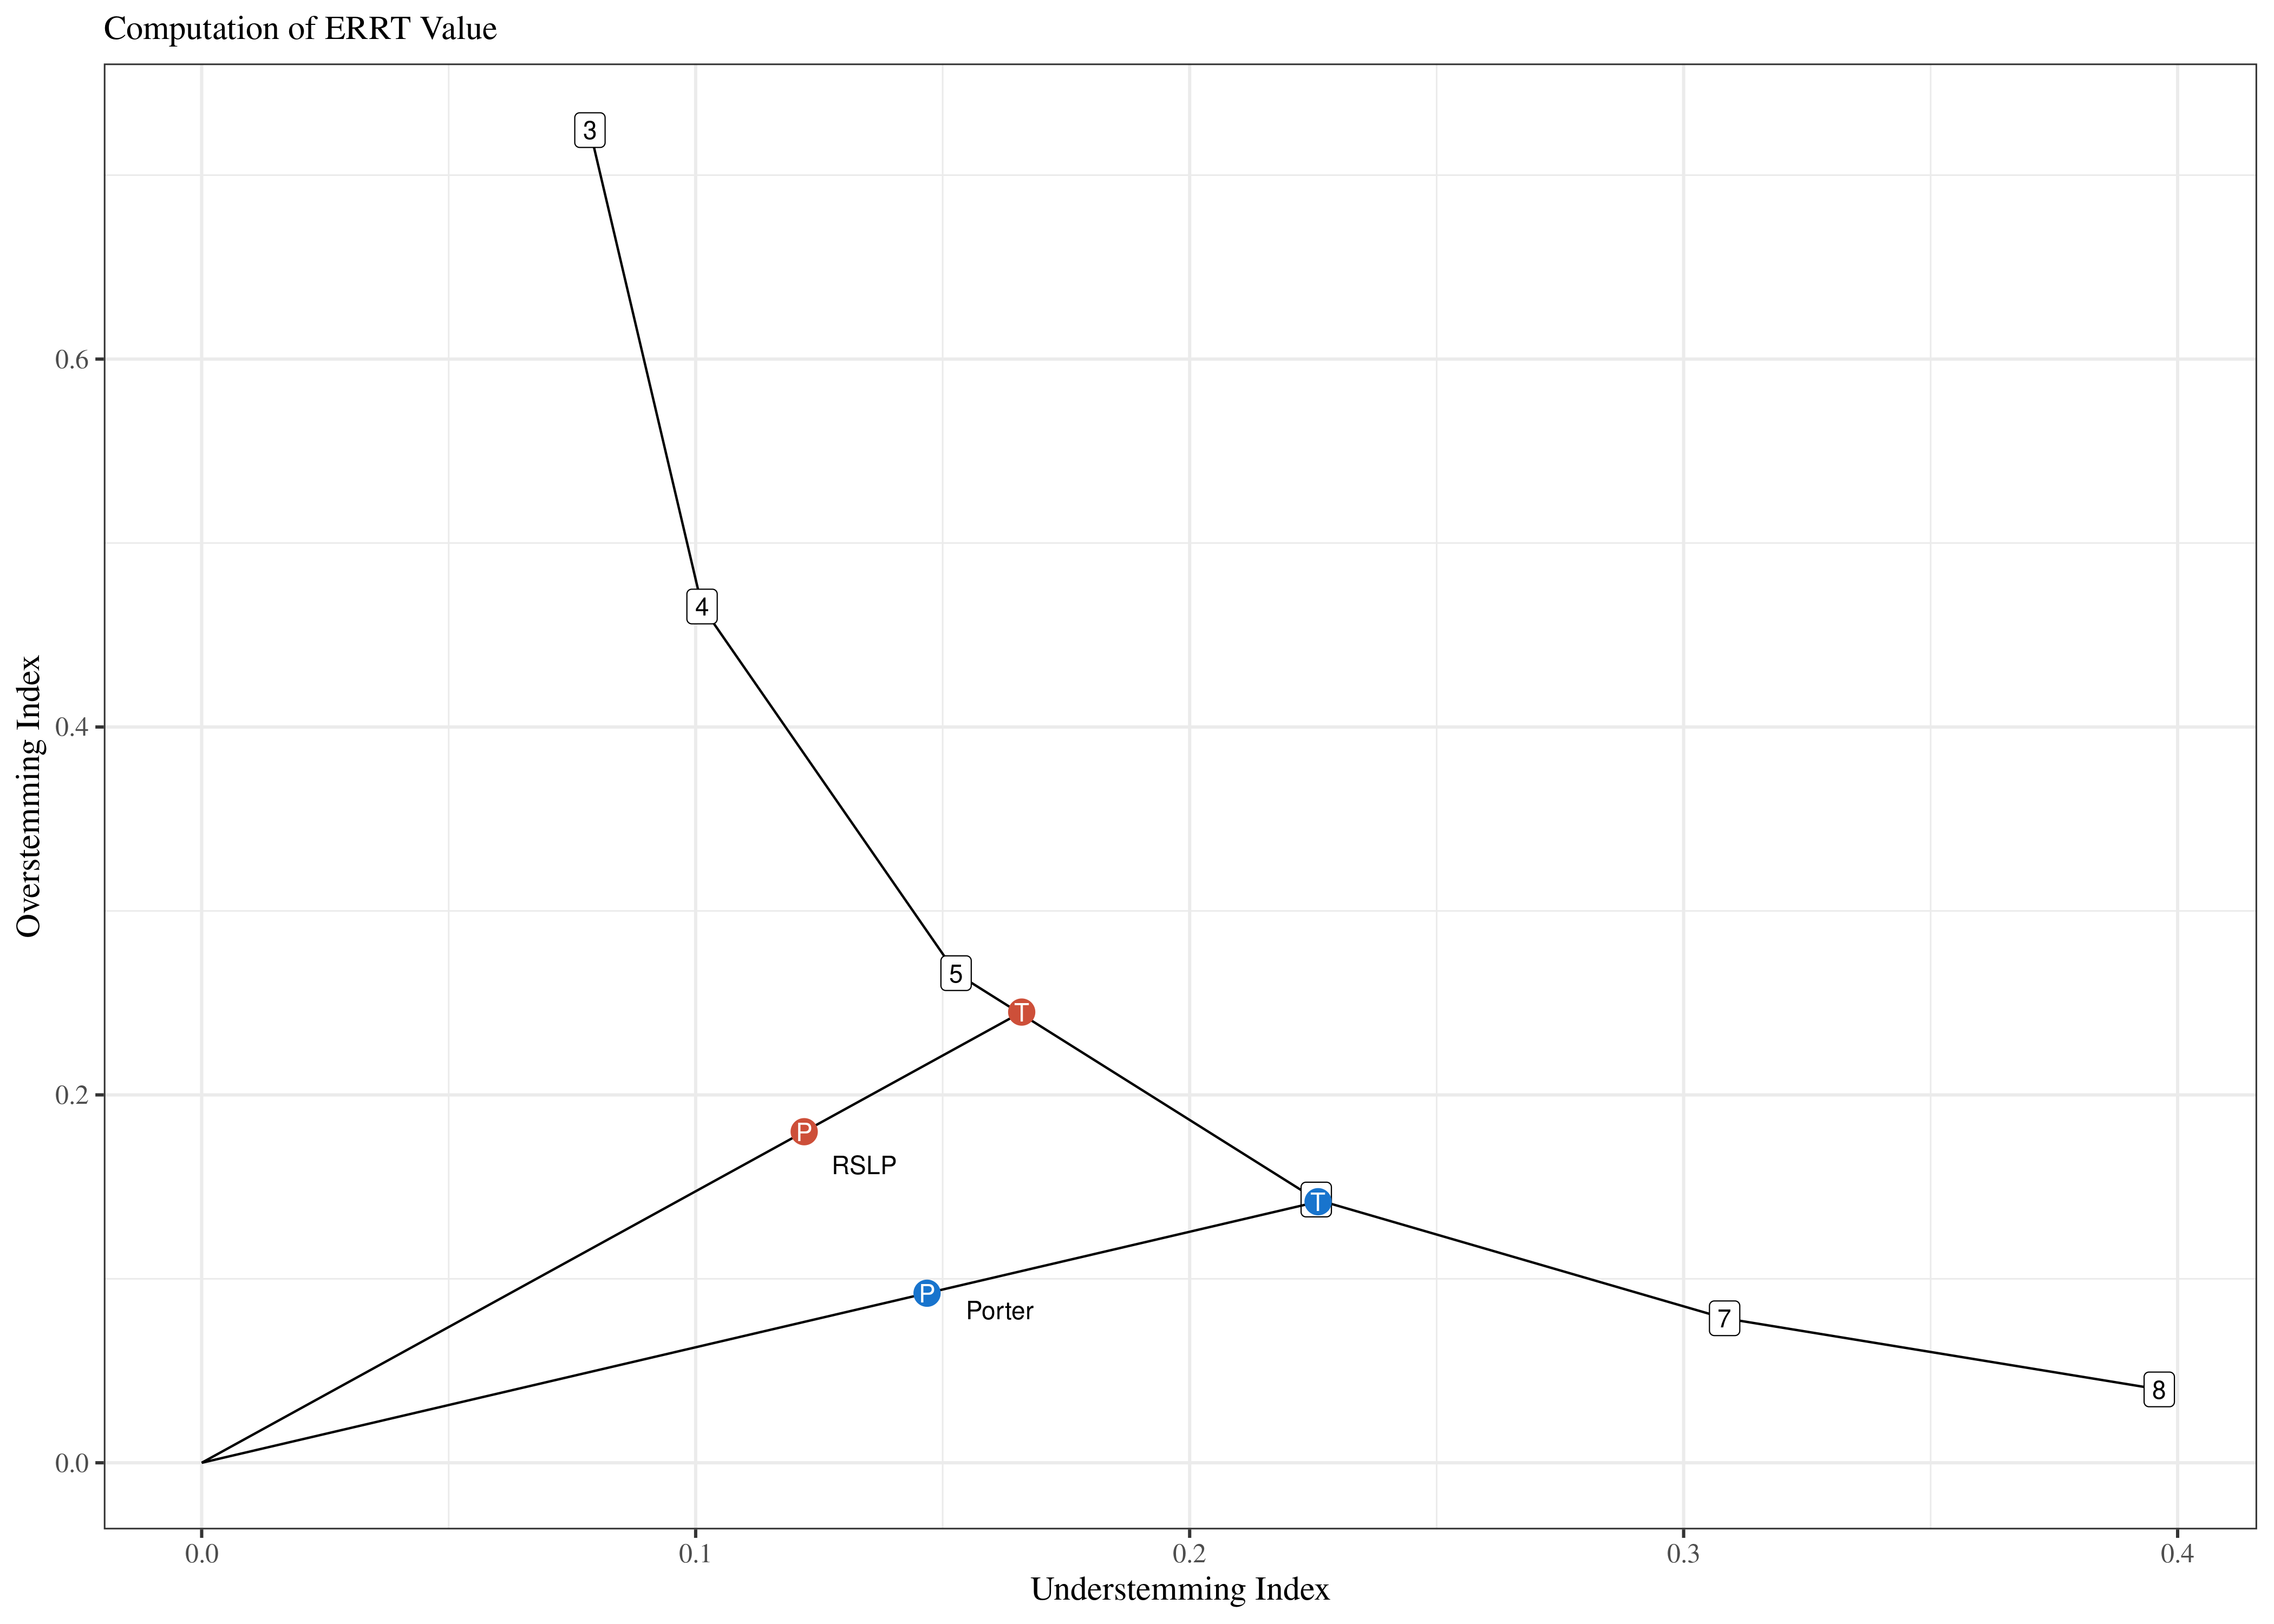 Computation of ERRT Value
3
0.6
4
Overstemming Index
0.4
5
T
0.2
P
RSLP
T
P
Porter
7
8
0.0
0.0
0.1
0.2
0.3
0.4
Understemming Index